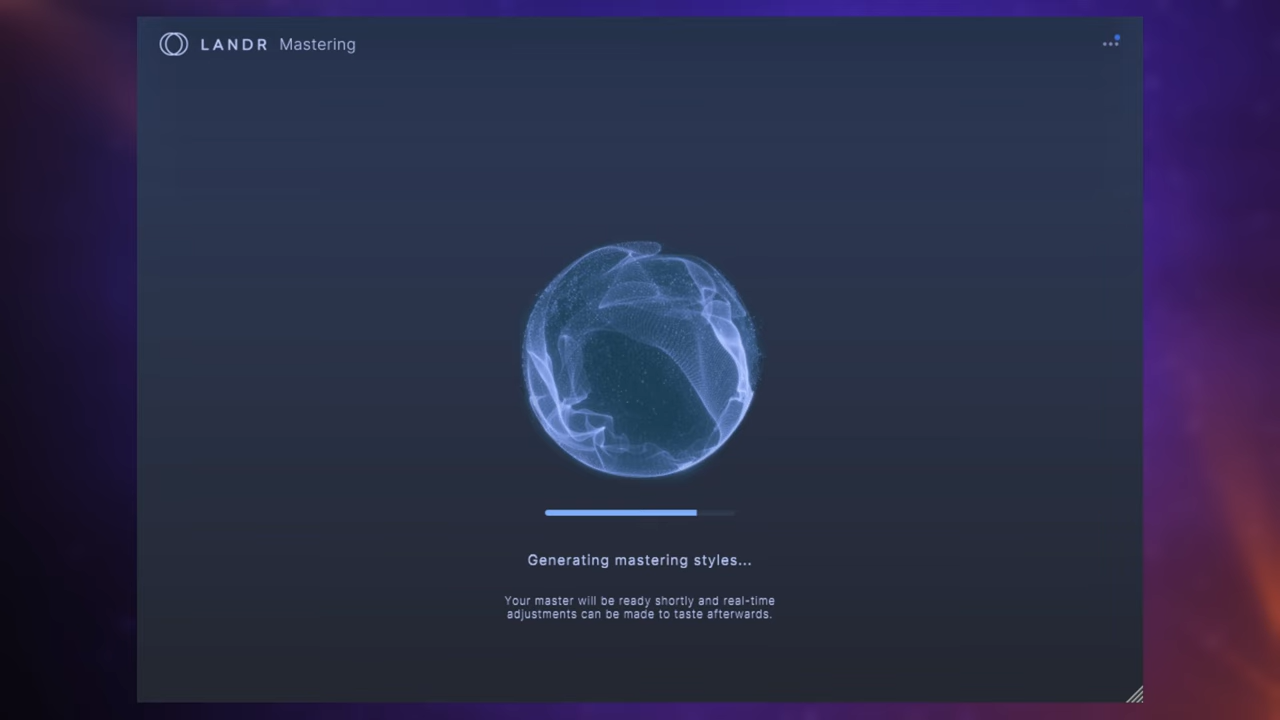 LANDR Mastering
Generating mastering styles...
Your master will be ready shortly and real-time
adjustments can be made to taste afterwards.